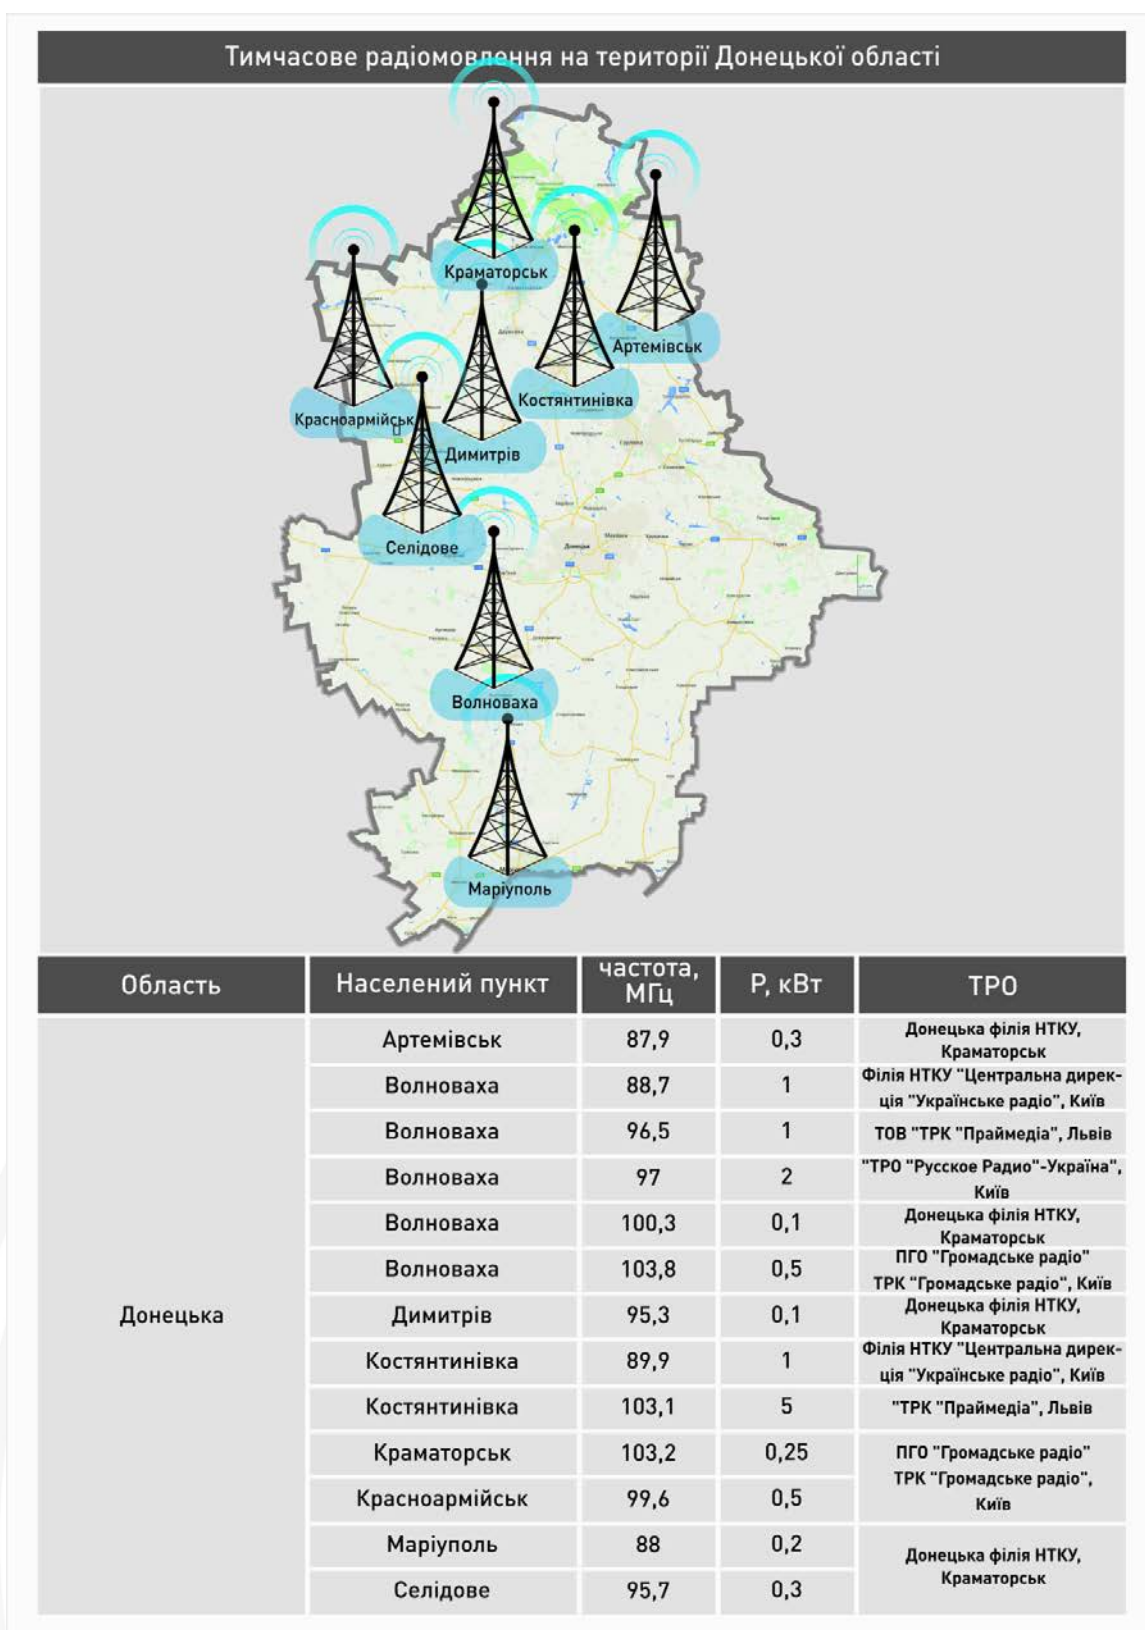 Тимчасове радіомовлення на території Донецької області
Краматорськ
Артемівськ
Костянтинівка
Красноармійськ
Димитрів
Селідове
Волноваха
Маріуполь
Область
Населений пункт
частота,
МГц
Р, кВт
ТРО
Донецька
Артемівськ 87,9 0,3
Донецька філія НТКУ,
Краматорськ
Волноваха 88,7 1
Філія НТКУ "Центральна дирек-
ція "Українське радіо", Київ
Волноваха 96,5 1 ТОВ "ТРК "Праймедіа", Львів
Волноваха 97 2
"ТРО "Русское Радио"-Україна",
Київ
Волноваха 100,3 0,1
Донецька філія НТКУ,
Краматорськ
Волноваха 103,8 0,5
ПГО "Громадське радіо"
ТРК "Громадське радіо", Київ
Димитрів 95,3 0,1
Донецька філія НТКУ,
Краматорськ
Костянтинівка 89,9 1
Філія НТКУ "Центральна дирек-
ція "Українське радіо", Київ
Костянтинівка 103,1 5 "ТРК "Праймедіа", Львів
Краматорськ 103,2 0,25
Красноармійськ 99,6 0,5
ПГО "Громадське радіо"
ТРК "Громадське радіо",
Київ
Маріуполь 88 0,2
Селідове 95,7 0,3
Донецька філія НТКУ,
Краматорськ